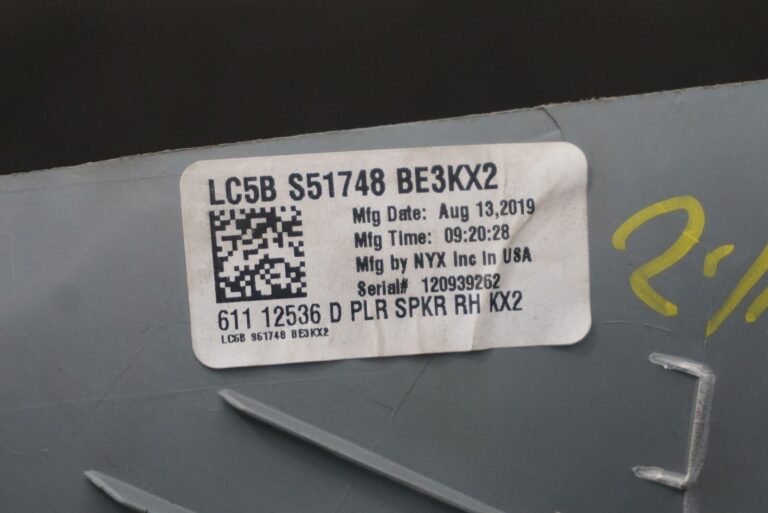 LC5B S51748 BE3KX2
Mfg Date: Aug 13,2019
Mfg Time: 09:20:28
Mfg by NYX Inc In USA
Serial# 120939262
611 12536 D PLR SPKR RH KX2
LC5B S51748 BE3KX2